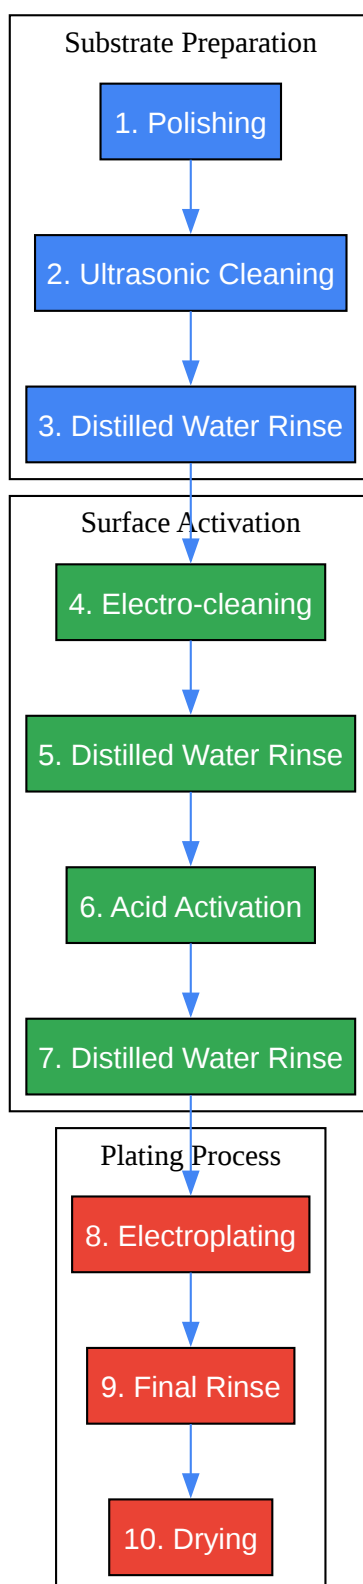 Substrate Preparation
1. Polishing
2. Ultrasonic Cleaning
3. Distilled Water Rinse
Surface Activation
4. Electro-cleaning
5. Distilled Water Rinse
6. Acid Activation
7. Distilled Water Rinse
Plating Process
8. Electroplating
9. Final Rinse
10. Drying